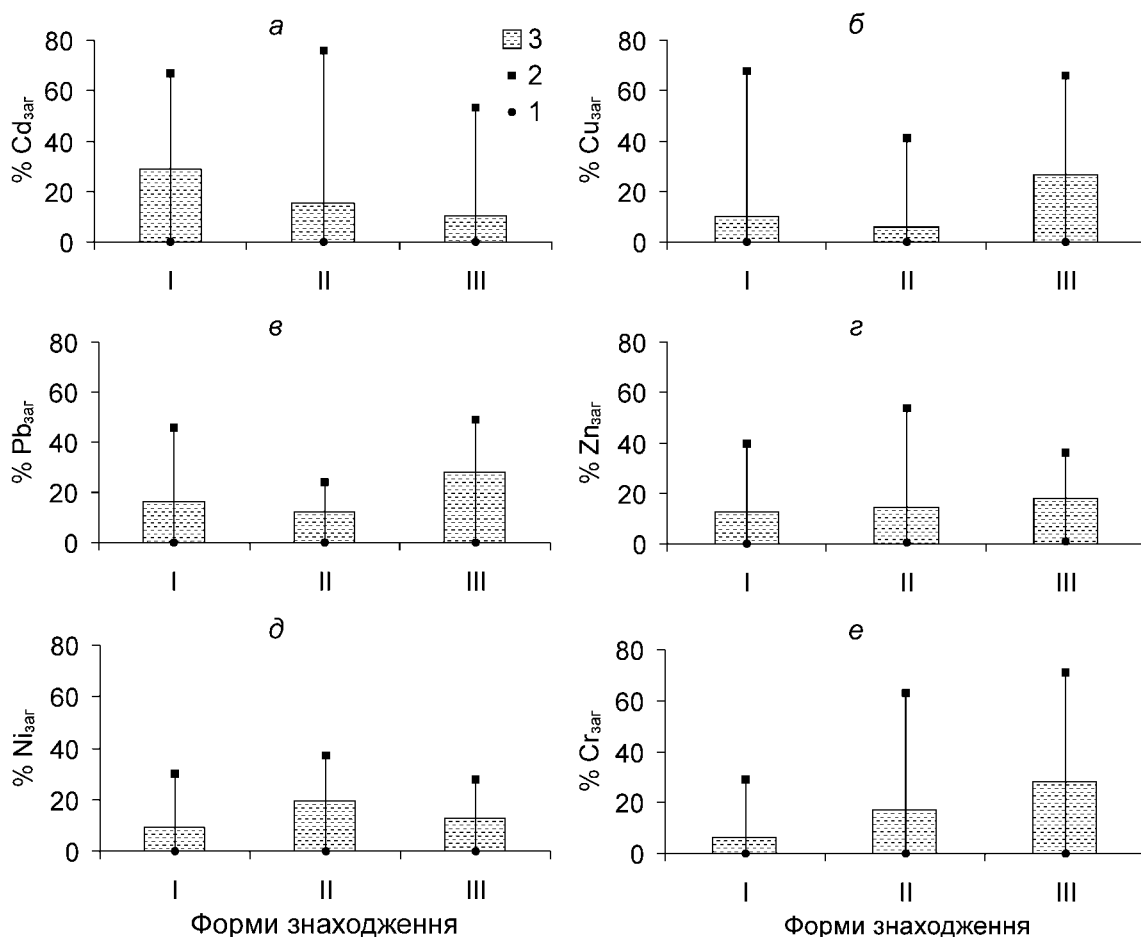 а
% Cdзаг
80
60
40
20
0
I II III
3
2
1
б
% Cuзаг
80
60
40
20
0
I II III
в
% Pbзаг
80
60
40
20
0
I II III
г
% Znзаг
80
60
40
20
0
I II III
д
% Niзаг
80
60
40
20
0
I II III
Форми знаходження
е
% Crзаг
80
60
40
20
0
I II III
Форми знаходження